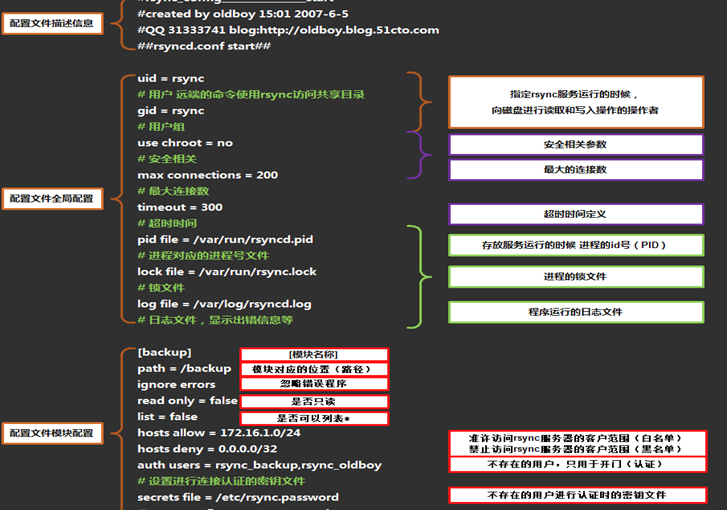 #created by oldboy 15:01 2007-6-5
#QQ 31333741 blog:http://oldboy.blog.51cto.com
##rsyncd.conf start##
配置文件描述信息
uid = rsync
# 用户 远端的命令使用rsync访问共享目录
gid = rsync
# 用户组
指定rsync服务运行的时候，
向磁盘进行读取和写入操作的操作者
use chroot = no
# 安全相关
安全相关参数
max connections = 200
# 最大连接数
最大的连接数
配置文件全局配置
timeout = 300
# 超时时间
超时时间定义
pid file = /var/run/rsyncd.pid
# 进程对应的进程号文件
存放服务运行的时候 进程的id号（PID）
lock file = /var/run/rsync.lock
# 锁文件
进程的锁文件
log file = /var/log/rsyncd.log
# 日志文件，显示出错信息等
程序运行的日志文件
[backup]
[模块名称]
path = /backup
模块对应的位置（路径）
ignore errors
忽略错误程序
read only = false
是否只读
list = false
是否可以列表*
配置文件模块配置
hosts allow = 172.16.1.0/24
准许访问rsync服务器的客户范围（白名单）
hosts deny = 0.0.0.0/32
禁止访问rsync服务器的客户范围（黑名单）
auth users = rsync_backup,rsync_oldboy
不存在的用户，只用于开门（认证）
# 设置进行连接认证的密钥文件
secrets file = /etc/rsync.password
不存在的用户进行认证时的密钥文件